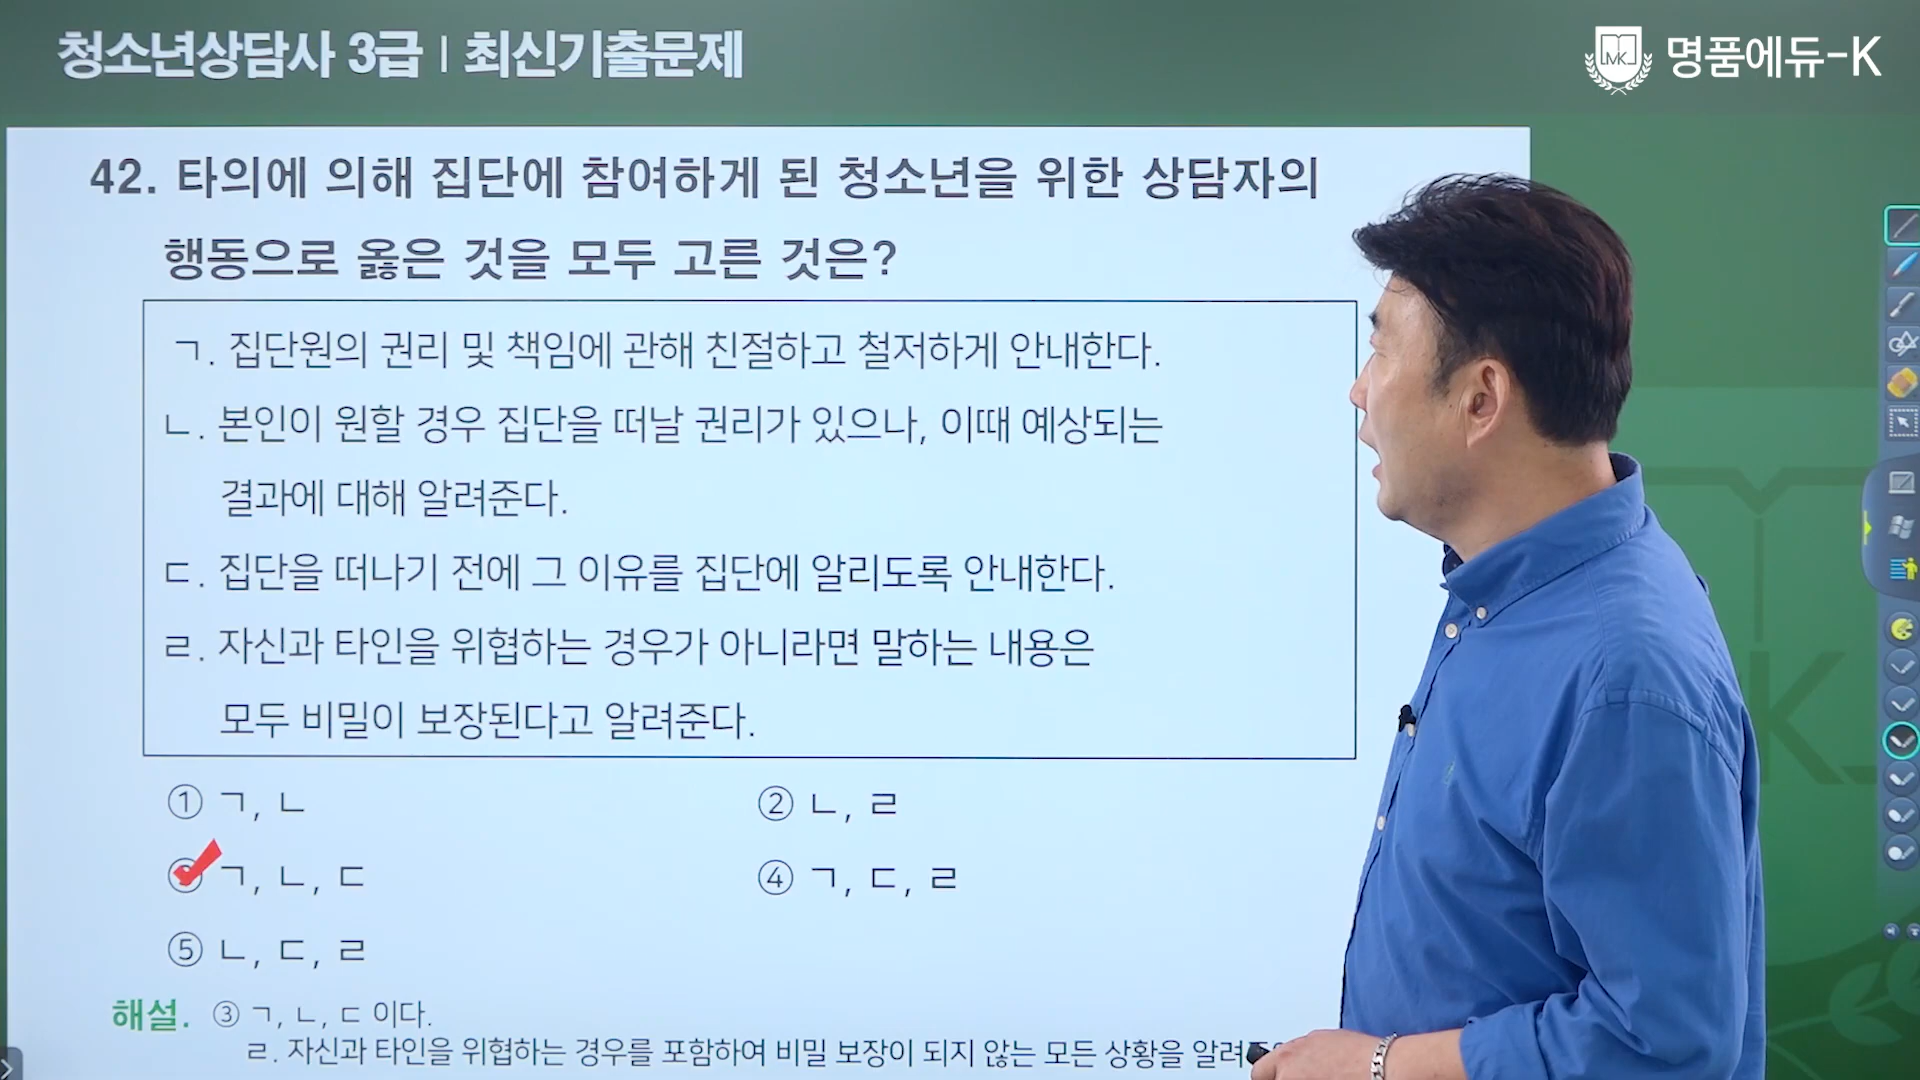 청소년상담사 3급 | 최신기출문제
MK 명품에듀-K
42. 타의에 의해 집단에 참여하게 된 청소년을 위한 상담자의
행동으로 옳은 것을 모두 고른 것은?
ㄱ. 집단원의 권리 및 책임에 관해 친절하고 철저하게 안내한다.
ㄴ. 본인이 원할 경우 집단을 떠날 권리가 있으나, 이때 예상되는
결과에 대해 알려준다.
ㄷ. 집단을 떠나기 전에 그 이유를 집단에 알리도록 안내한다.
ㄹ. 자신과 타인을 위협하는 경우가 아니라면 말하는 내용은
모두 비밀이 보장된다고 알려준다.
① ㄱ, ㄴ ② ㄴ, ㄹ
③ ㄱ, ㄴ, ㄷ ④ ㄱ, ㄷ, ㄹ
⑤ ㄴ, ㄷ, ㄹ
해설. ③ ㄱ, ㄴ, ㄷ 이다.
ㄹ. 자신과 타인을 위협하는 경우를 포함하여 비밀 보장이 되지 않는 모든 상황을